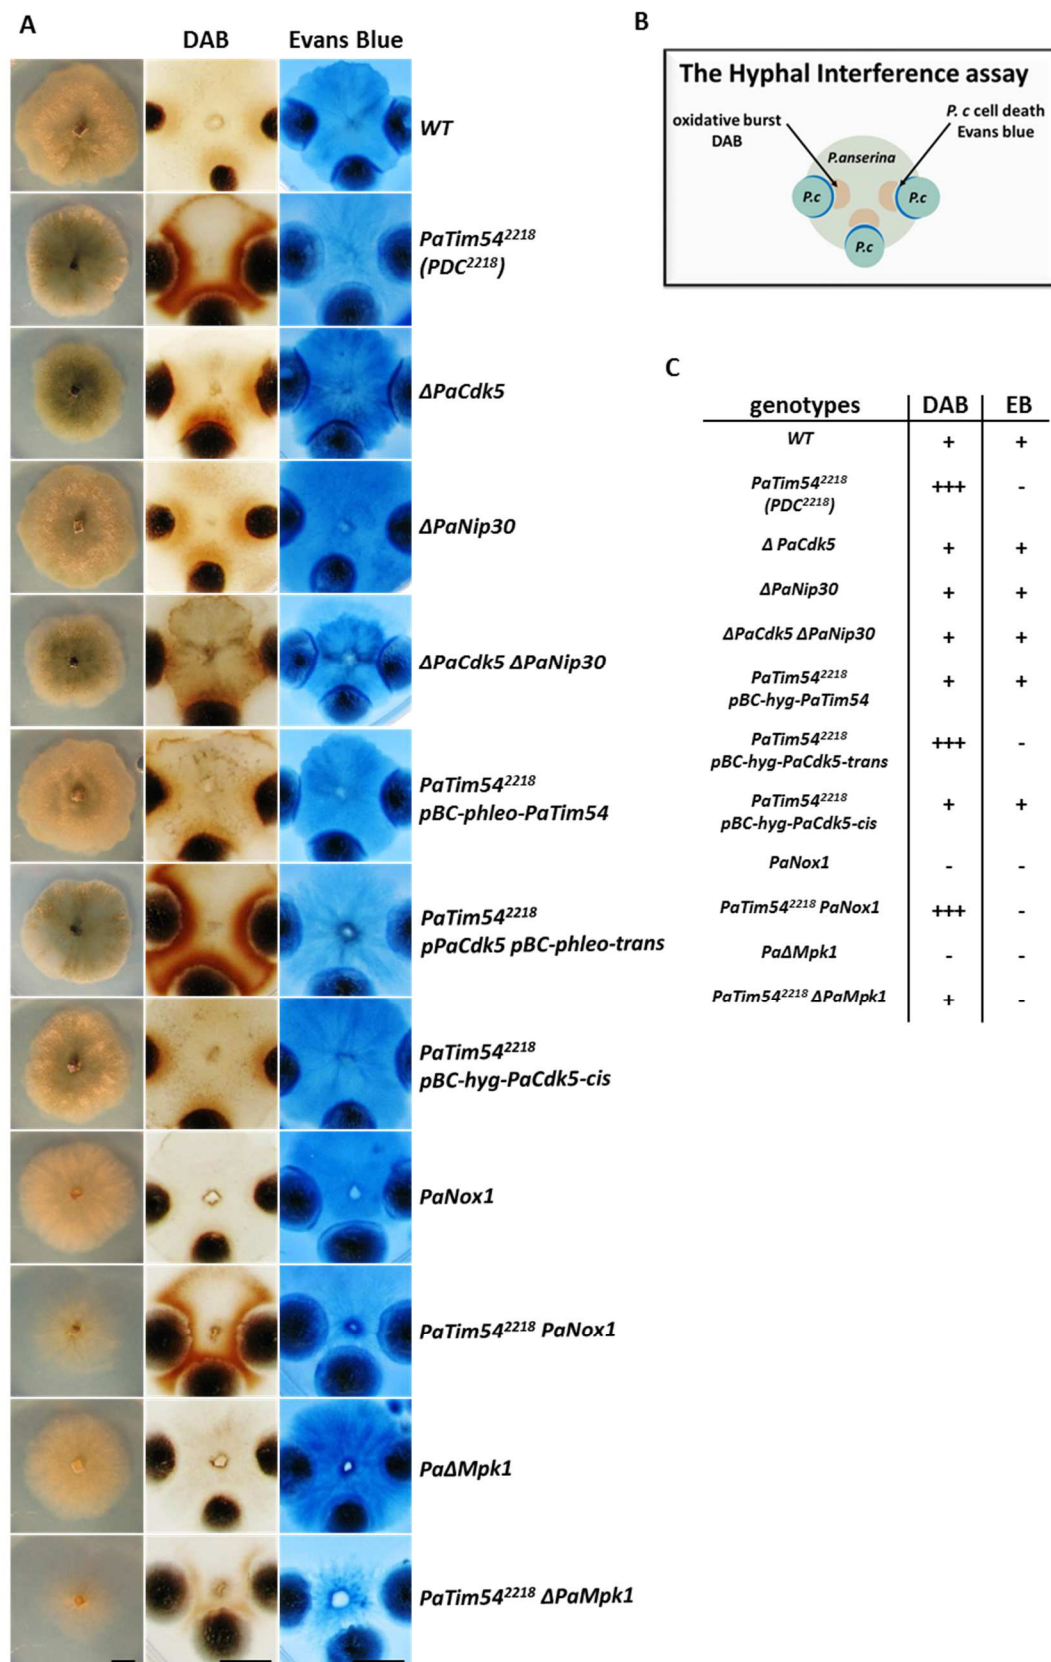 A
DAB
Evans Blue
WT
PaTim54²²¹⁸
(PDC²²¹⁸)
ΔPaCdk5
ΔPaNip30
ΔPaCdk5 ΔPaNip30
PaTim54²²¹⁸
pBC-phleo-PaTim54
PaTim54²²¹⁸
pPaCdk5 pBC-phleo-trans
PaTim54²²¹⁸
pBC-hyg-PaCdk5-cis
PaNox1
PaTim54²²¹⁸ PaNox1
PaΔMpk1
PaTim54²²¹⁸ ΔPaMpk1
B
The Hyphal Interference assay
oxidative burst
DAB
P. c cell death
Evans blue
P.anserina
P.c
P.c
P.c
C
genotypes DAB EB
WT + +
PaTim54²²¹⁸
(PDC²²¹⁸) +++ -
Δ PaCdk5 + +
ΔPaNip30 + +
ΔPaCdk5 ΔPaNip30 + +
PaTim54²²¹⁸
pBC-hyg-PaTim54 + +
PaTim54²²¹⁸
pBC-hyg-PaCdk5-trans +++ -
PaTim54²²¹⁸
pBC-hyg-PaCdk5-cis + +
PaNox1 - -
PaTim54²²¹⁸ PaNox1 +++ -
PaΔMpk1 - -
PaTim54²²¹⁸ ΔPaMpk1 + -